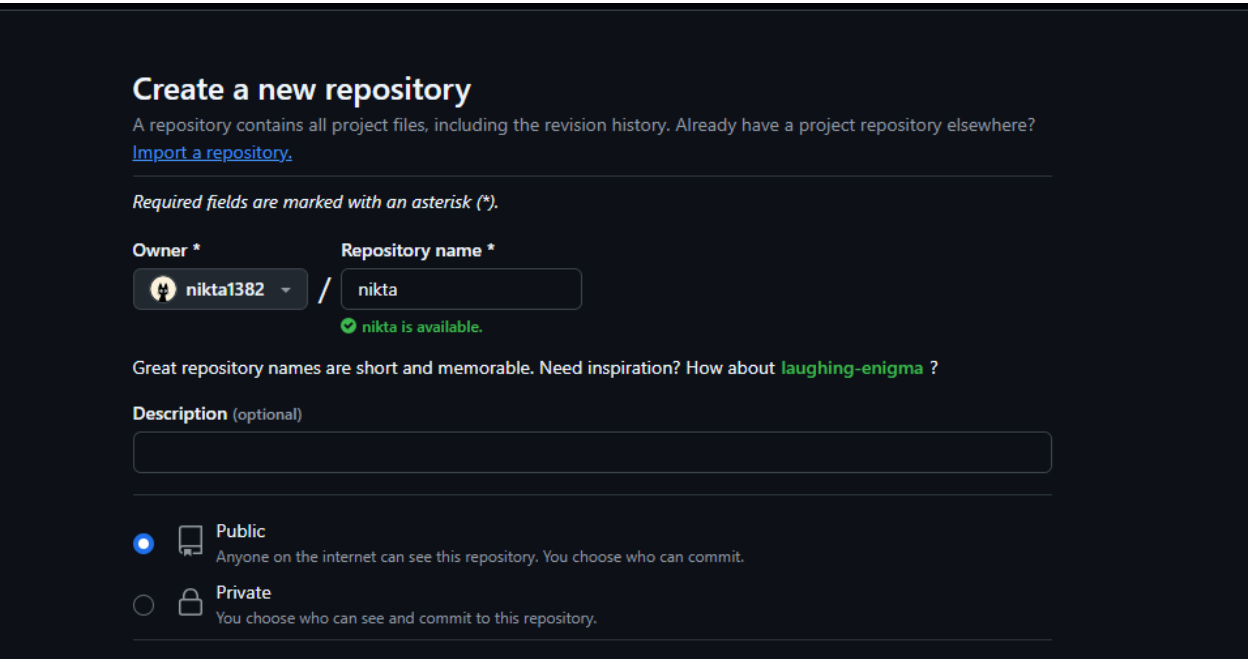 Create a new repository
A repository contains all project files, including the revision history. Already have a project repository elsewhere?
Import a repository.
Required fields are marked with an asterisk (*).
Owner * Repository name *
nikta1382 / nikta
nikta is available.
Great repository names are short and memorable. Need inspiration? How about laughing-enigma ?
Description (optional)
Public
Anyone on the internet can see this repository. You choose who can commit.
Private
You choose who can see and commit to this repository.